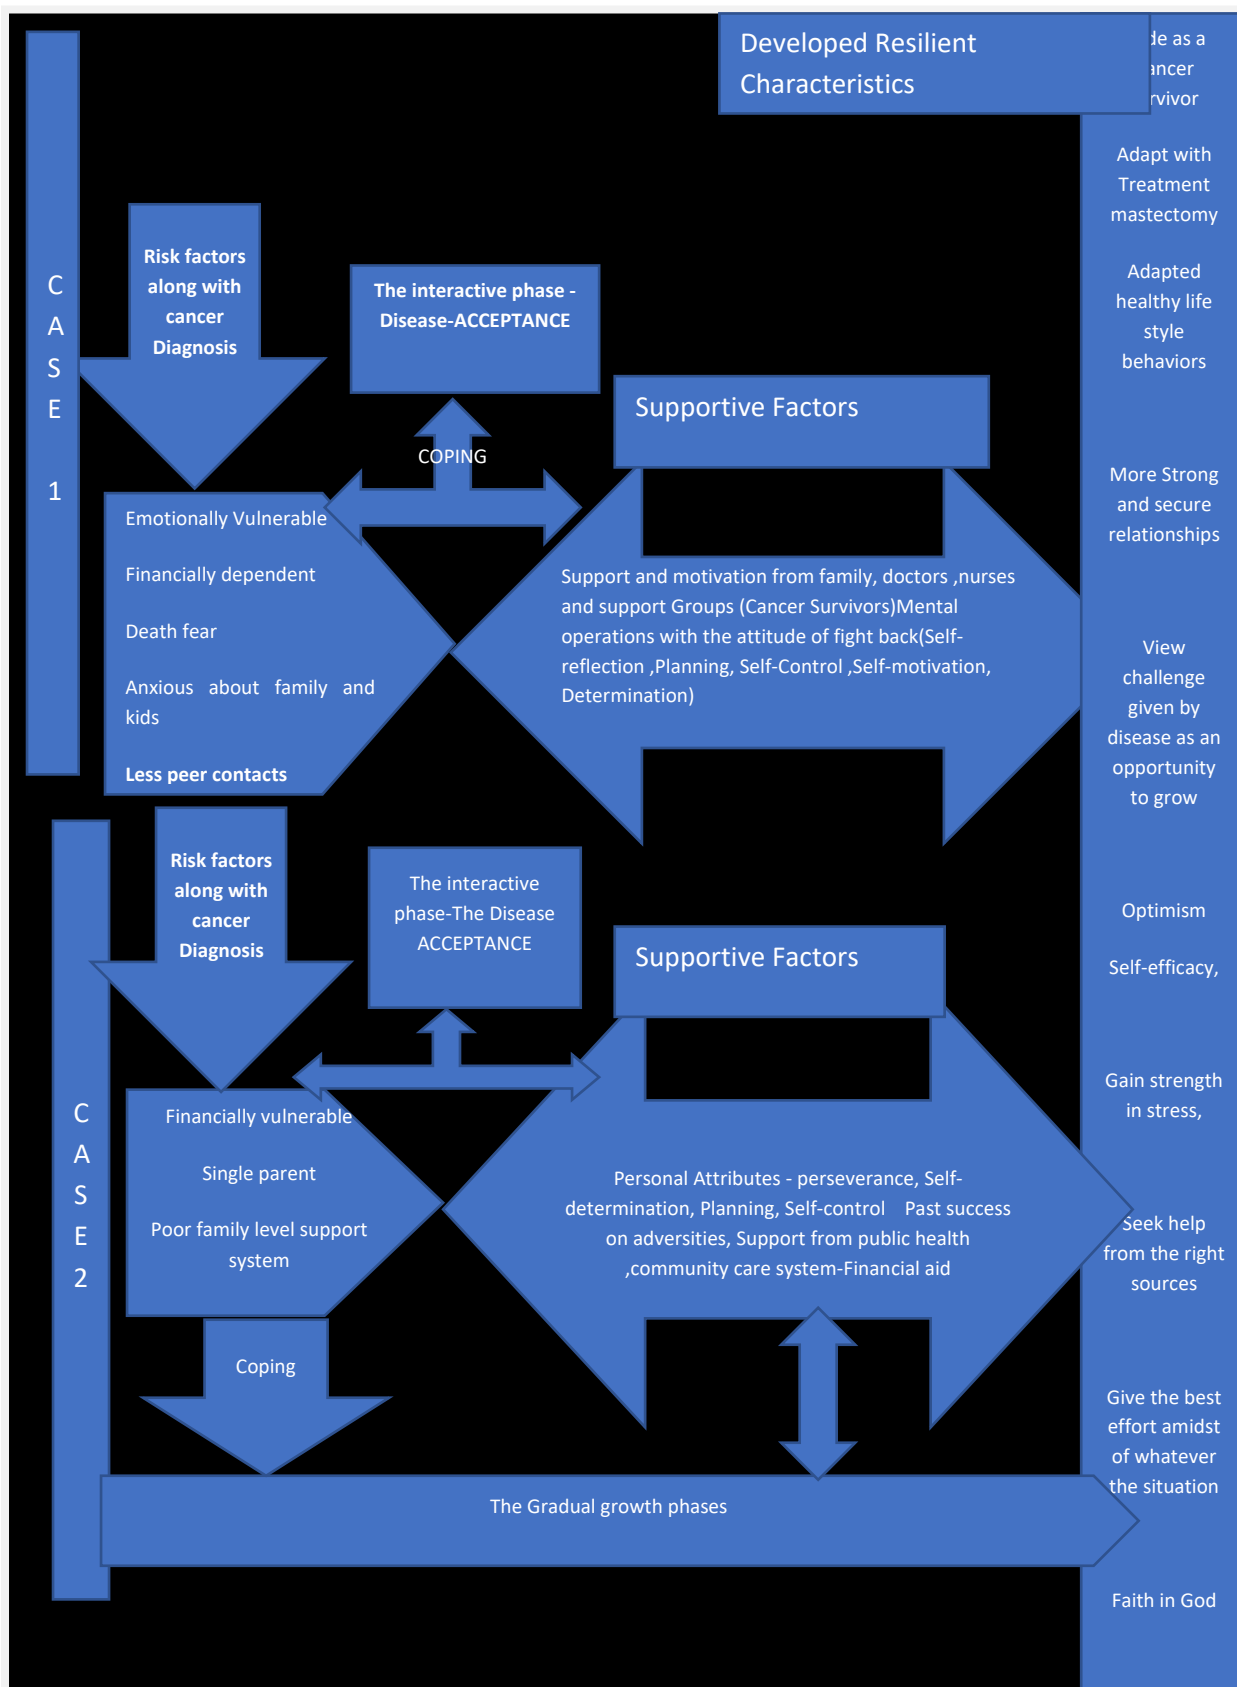 Developed Resilient
Characteristics
as a
Adapt with
Treatment
mastectomy
Adapted
healthy life
style
behaviors
More Strong
and secure
relationships
View
challenge
given by
disease as an
opportunity
to grow
Optimism
Self-efficacy,
Gain strength
in stress,
Seek help
from the right
sources
Give the best
effort amidst
of whatever
the situation
Faith in God
C
A
S
E
1
Risk factors
along with
cancer
Diagnosis
The interactive phase -
Disease-ACCEPTANCE
COPING
Supportive Factors
Emotionally Vulnerable
Financially dependent
Death fear
Anxious about family and
kids
Less peer contacts
Support and motivation from family, doctors ,nurses
and support Groups (Cancer Survivors)Mental
operations with the attitude of fight back(Self-
reflection ,Planning, Self-Control ,Self-motivation,
Determination)
C
A
S
E
2
Risk factors
along with
cancer
Diagnosis
The interactive
phase-The Disease
ACCEPTANCE
Supportive Factors
Financially vulnerable
Single parent
Poor family level support
system
Personal Attributes - perseverance, Self-
determination, Planning, Self-control Past success
on adversities, Support from public health
,community care system-Financial aid
Coping
The Gradual growth phases